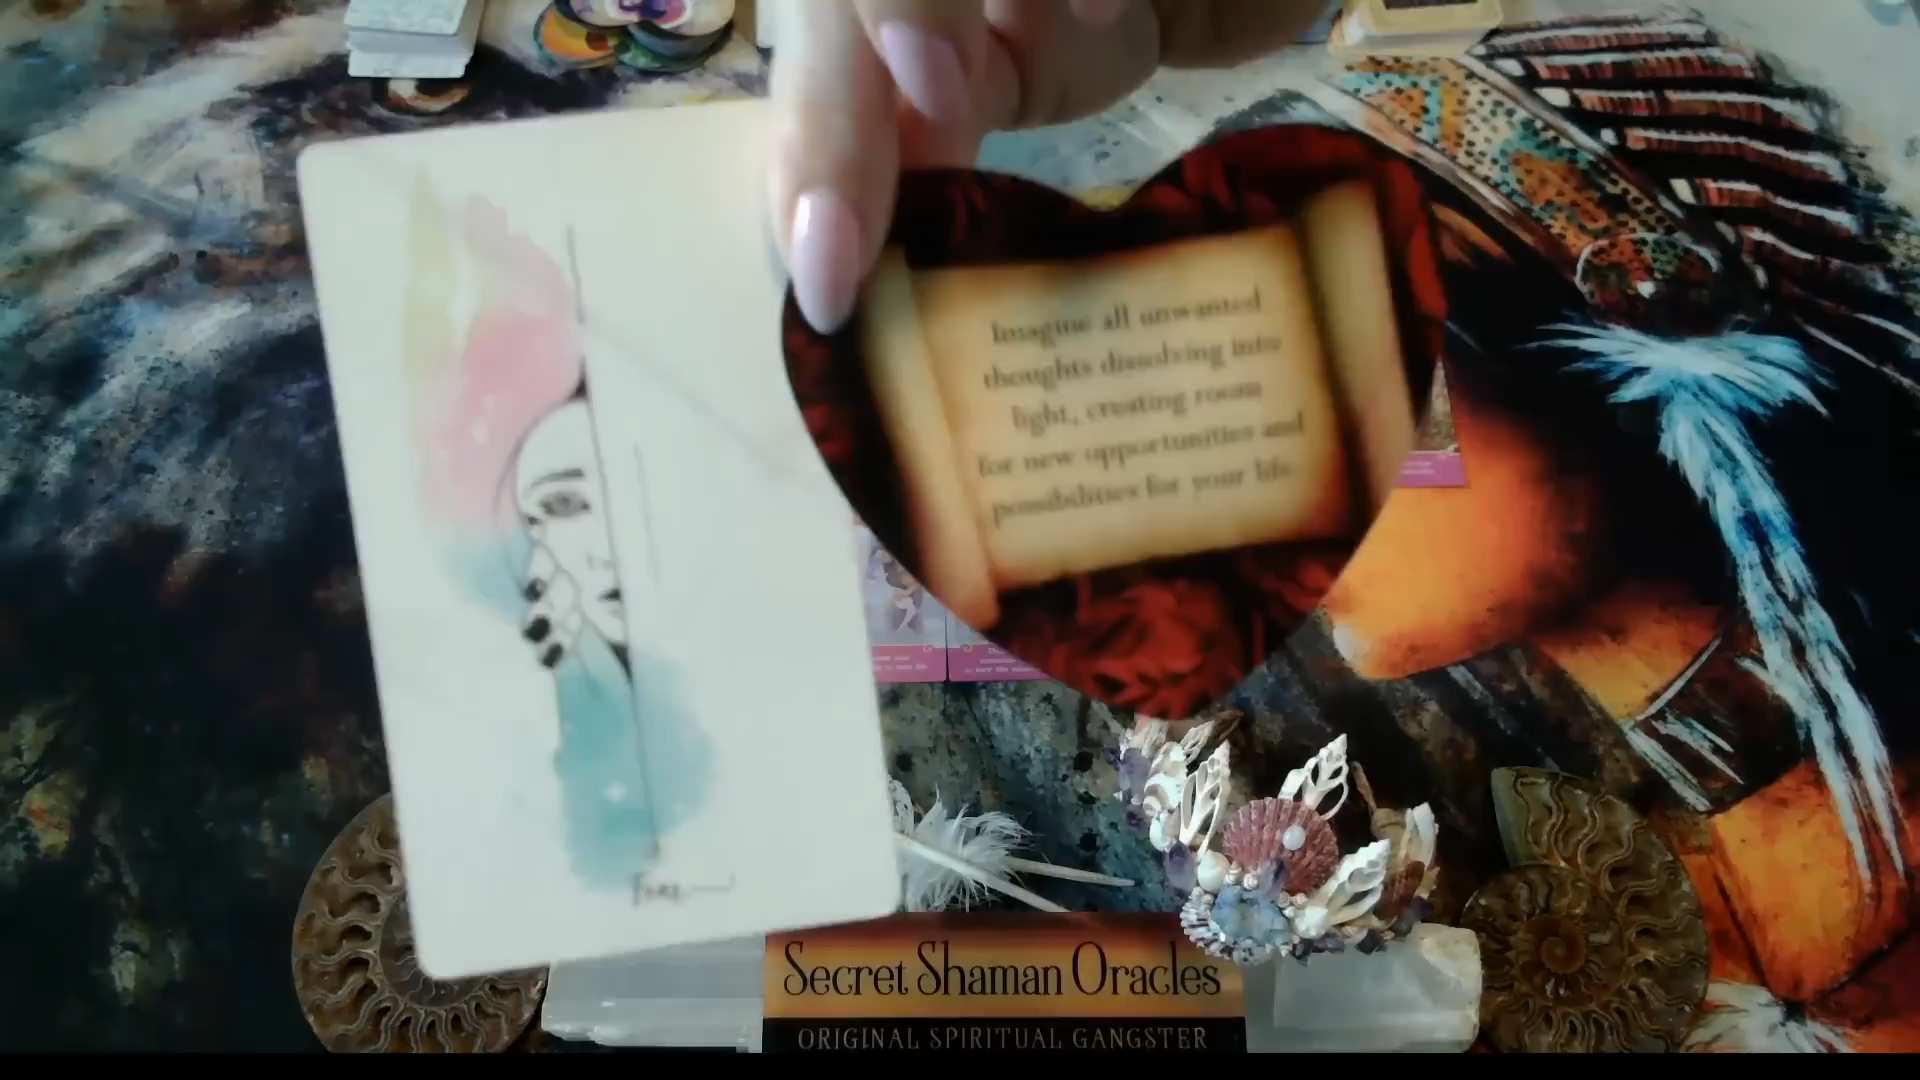 Imagine all unwanted
thoughts dissolving into
light, creating room
for new opportunities and
possibilities for your life.
Secret Shaman Oracles
ORIGINAL SPIRITUAL GANGSTER